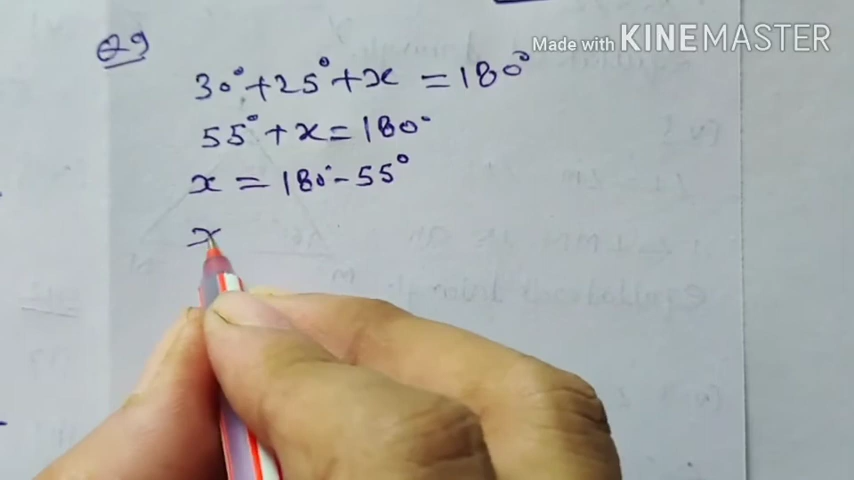 Made with KINEMASTER
Q9
30° + 25° + x = 180°
55° + x = 180°
x = 180° - 55°
x